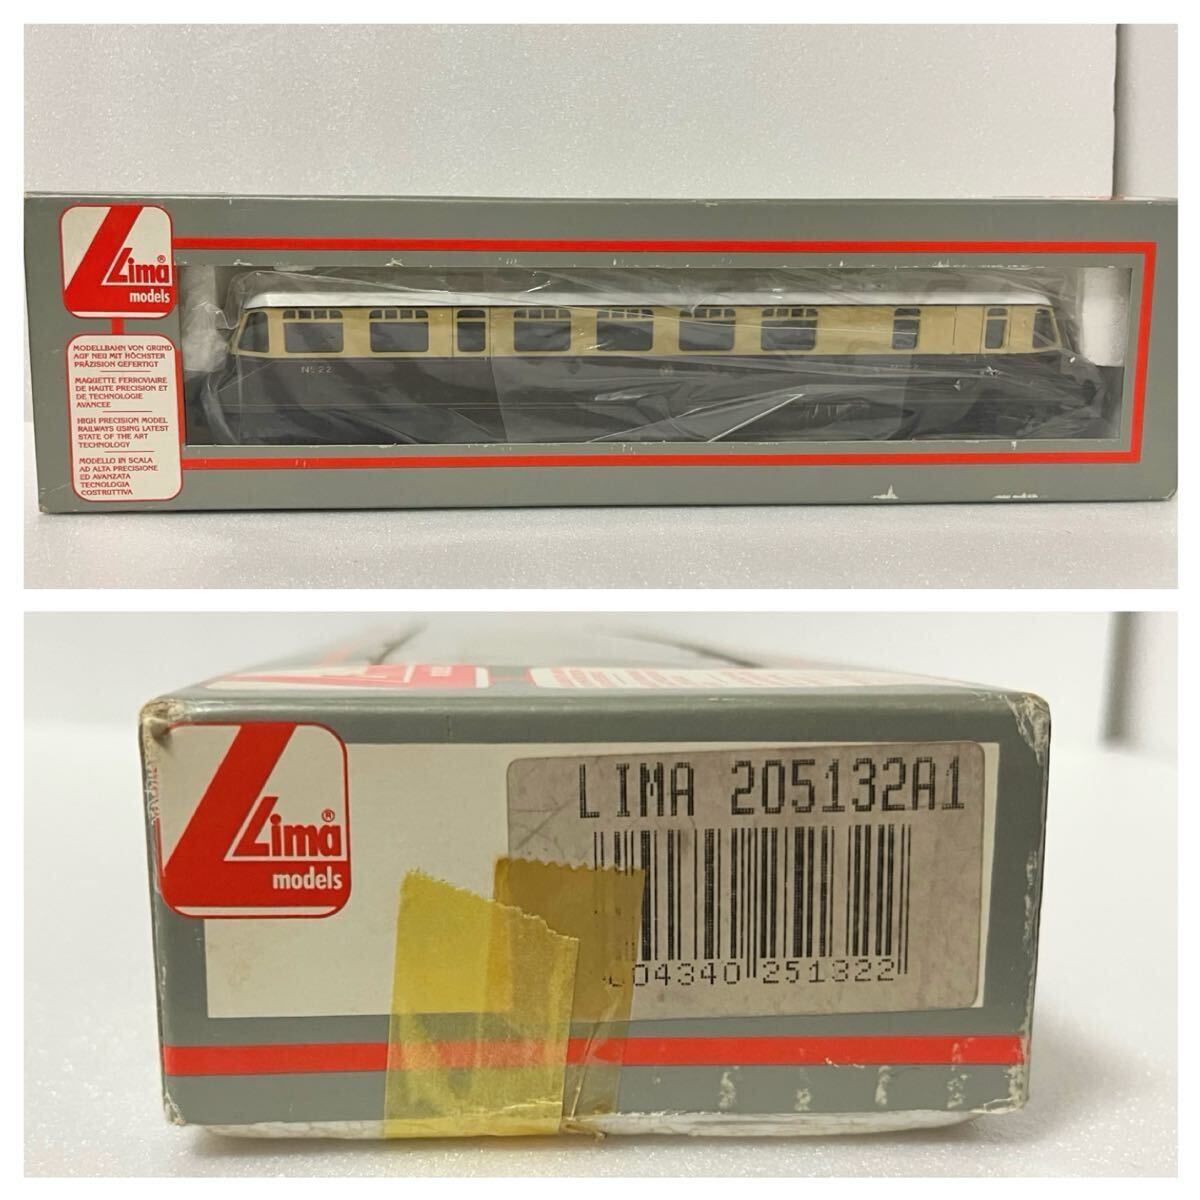 Lima®
models
MODELLBAHN VON GRUND
AUF NEU MIT HÖCHSTER
PRÄZISION GEFERTIGT
MAQUETTE FERROVIAIRE
DE HAUTE PRECISION ET
DE TECHNOLOGIE
AVANCEE
HIGH PRECISION MODEL
RAILWAYS USING LATEST
STATE OF THE ART
TECHNOLOGY
MODELLO IN SCALA
AD ALTA PRECISIONE
ED AVANZATA
TECNOLOGIA
COSTRUTTIVA
No 22
Lima®
models
LIMA 205132A1
04340 251322